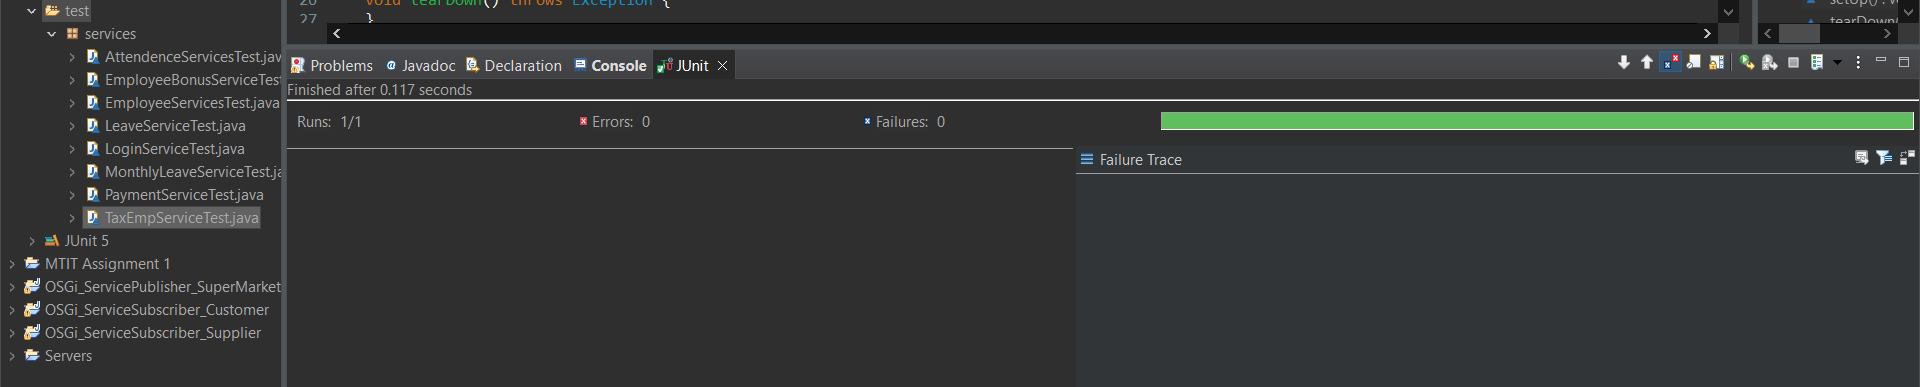 test
services
AttendenceServicesTest.jav
EmployeeBonusServiceTest
EmployeeServicesTest.java
LeaveServiceTest.java
LoginServiceTest.java
MonthlyLeaveServiceTest.ja
PaymentServiceTest.java
TaxEmpServiceTest.java
JUnit 5
MTIT Assignment 1
OSGi_ServicePublisher_SuperMarket
OSGi_ServiceSubscriber_Customer
OSGi_ServiceSubscriber_Supplier
Servers
26 void tearDown() throws Exception {
27 }
tearDown(
Problems Javadoc Declaration Console JUnit
Finished after 0.117 seconds
Runs: 1/1 Errors: 0 Failures: 0
Failure Trace